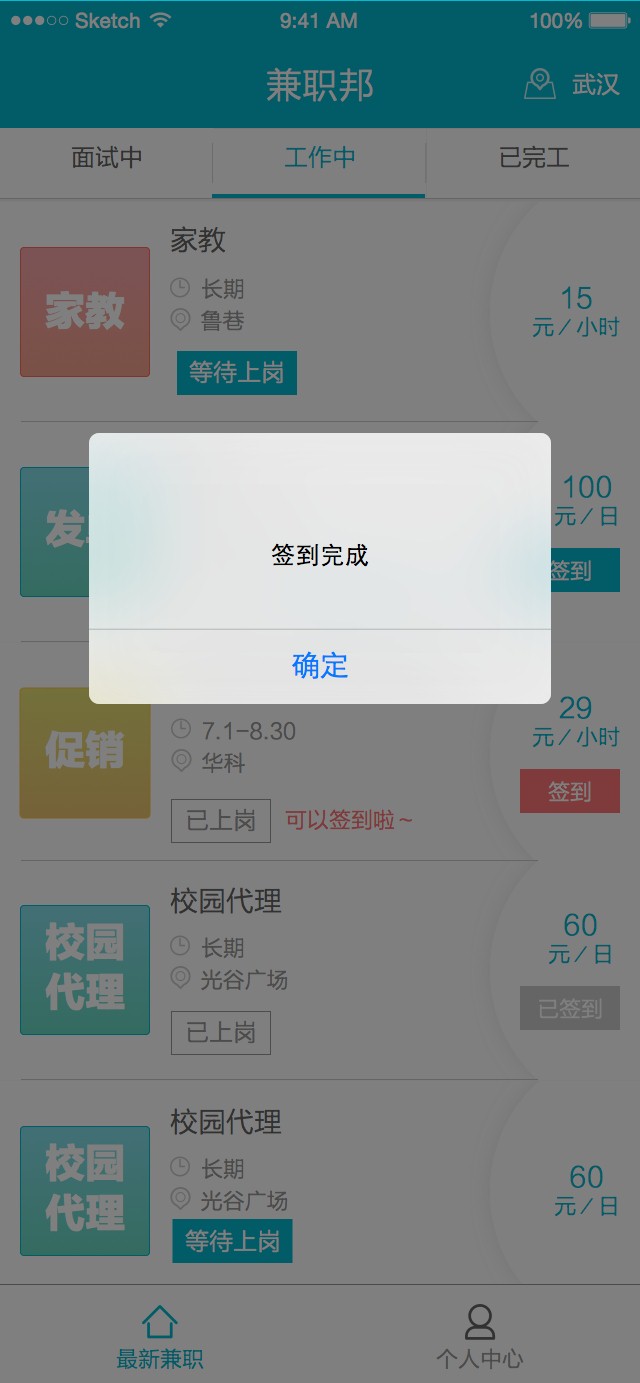 Sketch 9:41 AM 100%
兼职邦 武汉
面试中 工作中 已完工
家教
家教
长期
鲁巷
等待上岗
15
元／小时
发
100
元／日
签到
签到完成
确定
促销
7.1-8.30
华科
已上岗 可以签到啦~
29
元／小时
签到
校园
代理
校园代理
长期
光谷广场
已上岗
60
元／日
已签到
校园
代理
校园代理
长期
光谷广场
等待上岗
60
元／日
最新兼职 个人中心